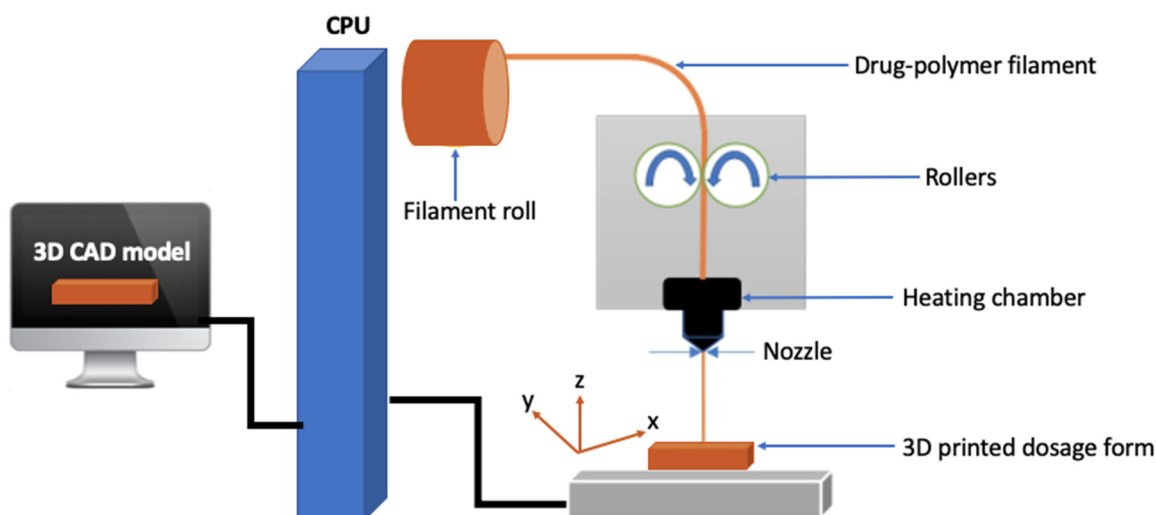 CPU
Drug-polymer filament
Rollers
Filament roll
3D CAD model
Heating chamber
Nozzle
z
y
x
3D printed dosage form